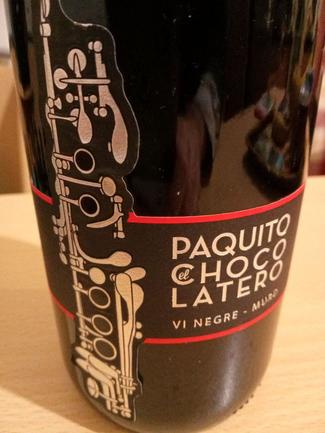 PAQUITO
el CHOCO
LATERO
VI NEGRE - MURO